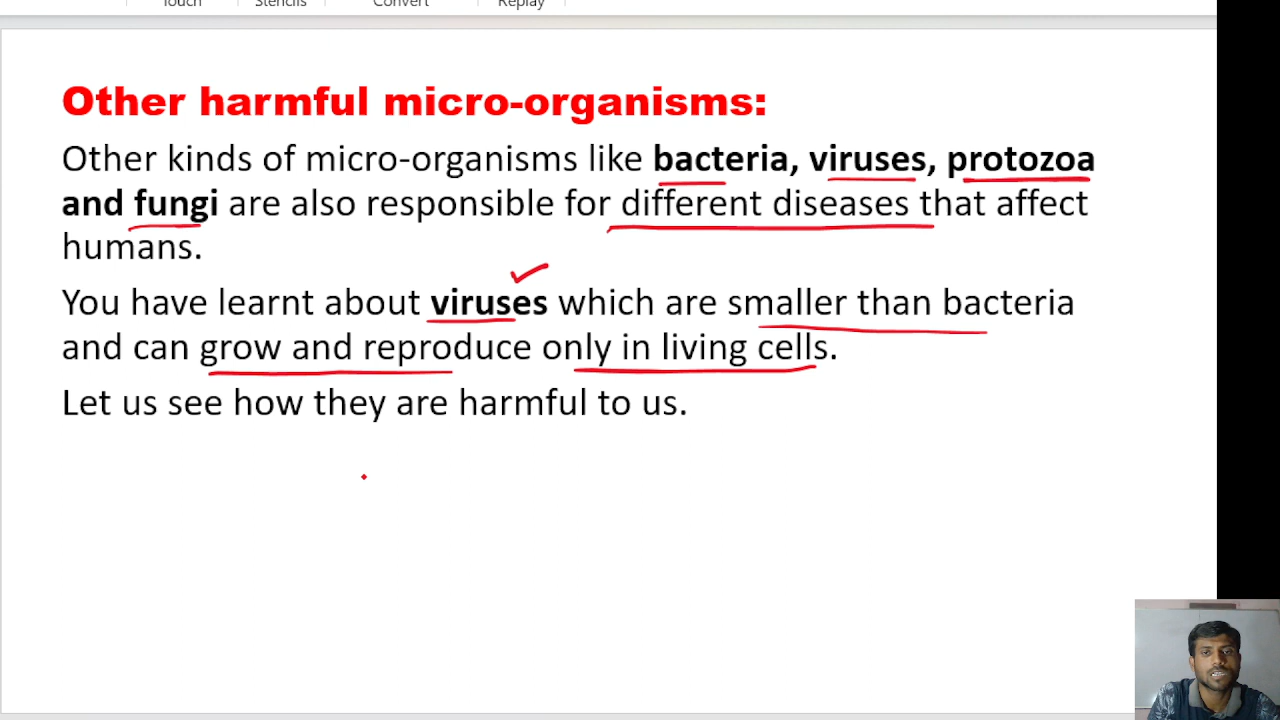 Touch Stencils Convert Replay
Other harmful micro-organisms:
Other kinds of micro-organisms like bacteria, viruses, protozoa
and fungi are also responsible for different diseases that affect
humans.
You have learnt about viruses which are smaller than bacteria
and can grow and reproduce only in living cells.
Let us see how they are harmful to us.